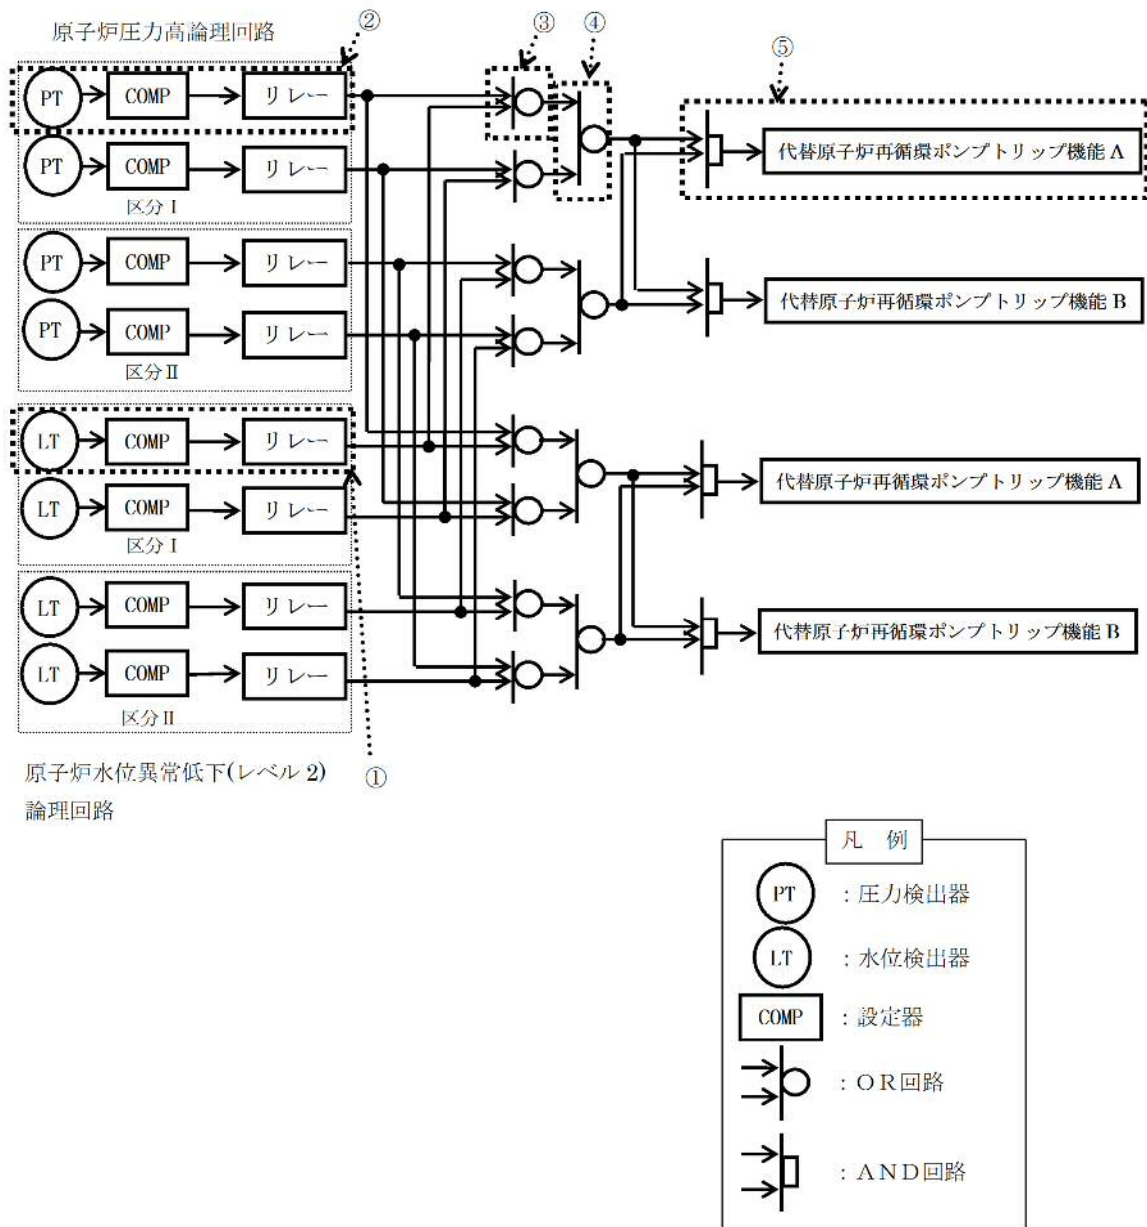 原子炉圧力高論理回路
②
③
④
⑤
PT
COMP
リレー
代替原子炉再循環ポンプトリップ機能 A
PT
COMP
リレー
区分Ⅰ
PT
COMP
リレー
代替原子炉再循環ポンプトリップ機能 B
PT
COMP
リレー
区分Ⅱ
LT
COMP
リレー
代替原子炉再循環ポンプトリップ機能 A
LT
COMP
リレー
区分Ⅰ
LT
COMP
リレー
代替原子炉再循環ポンプトリップ機能 B
LT
COMP
リレー
区分Ⅱ
原子炉水位異常低下(レベル 2)
論理回路
①
凡 例
PT
:圧力検出器
LT
:水位検出器
COMP
:設定器
:OR回路
:AND回路